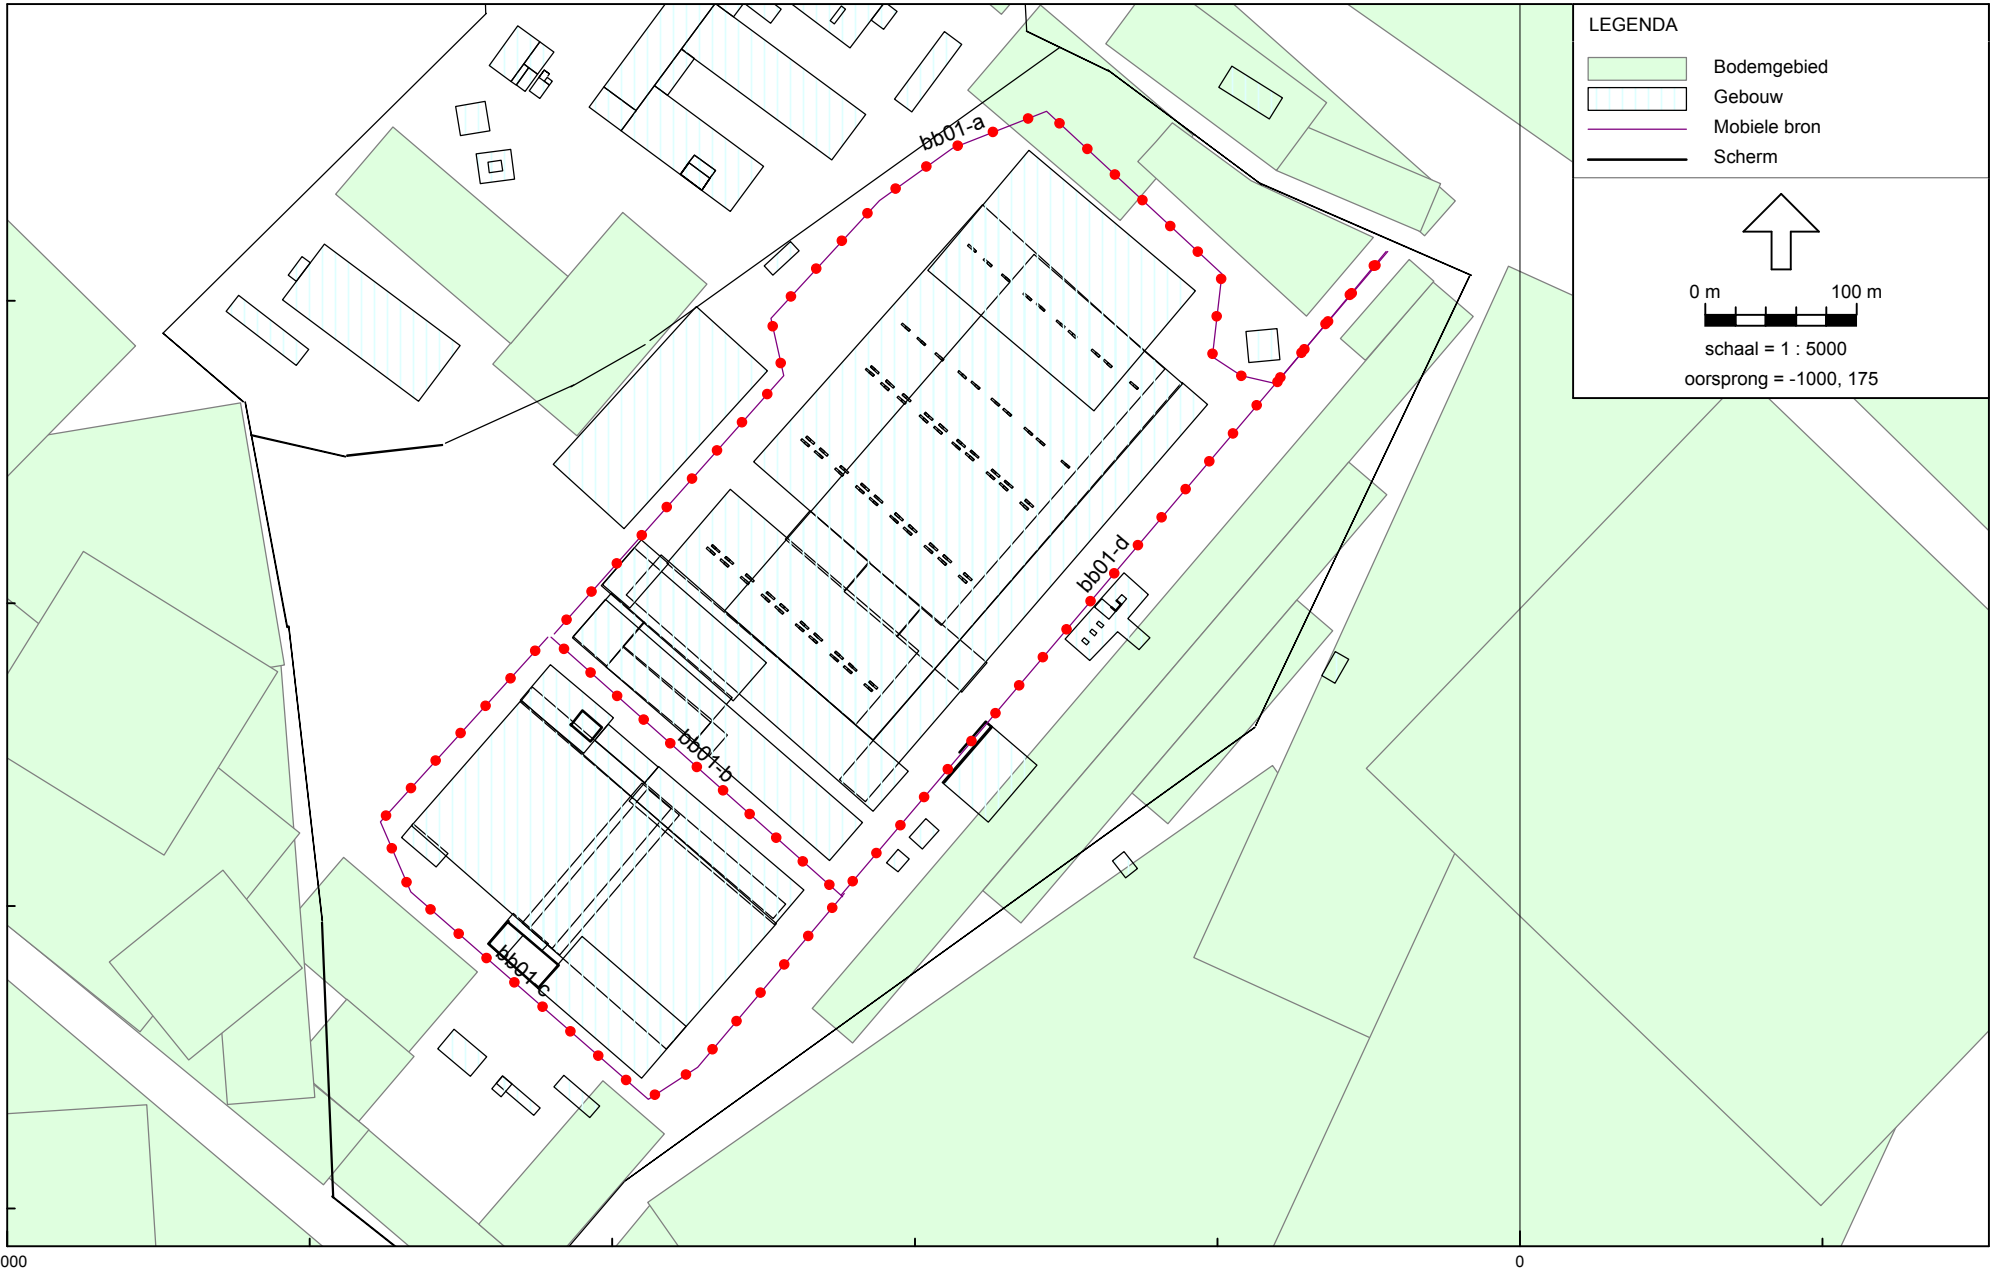 LEGENDA
Bodemgebied
Gebouw
Mobiele bron
Scherm
0 m 100 m
schaal = 1 : 5000
oorsprong = -1000, 175
bb01-a
bb01-d
bb01-b
bb01-c
000 0